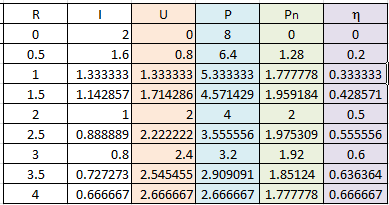 R I U P Pn η
0 2 0 8 0 0
0.5 1.6 0.8 6.4 1.28 0.2
1 1.333333 1.333333 5.333333 1.777778 0.333333
1.5 1.142857 1.714286 4.571429 1.959184 0.428571
2 1 2 4 2 0.5
2.5 0.888889 2.222222 3.555556 1.975309 0.555556
3 0.8 2.4 3.2 1.92 0.6
3.5 0.727273 2.545455 2.909091 1.85124 0.636364
4 0.666667 2.666667 2.666667 1.777778 0.666667